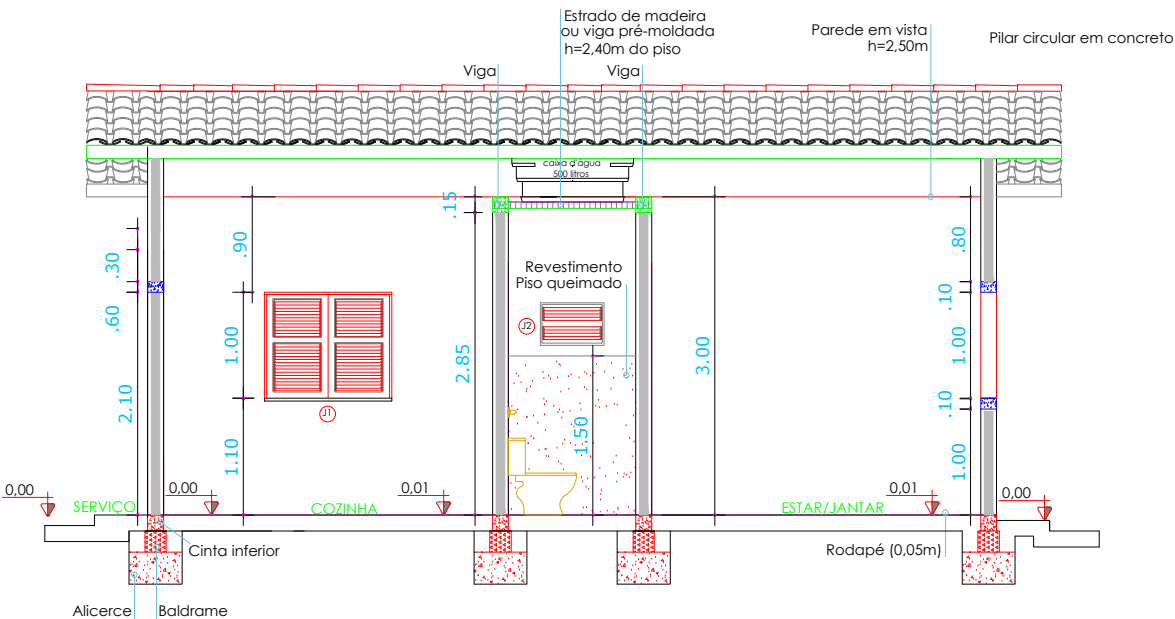 Estrado de madeira
ou viga pré-moldada
h=2,40m do piso
Parede em vista
h=2,50m
Pilar circular em concreto
Viga
Viga
caixa d'água
500 litros
.15
.90
.80
.30
.60
.10
Revestimento
Piso queimado
J2
1.00
2.85
3.00
1.00
2.10
J1
.10
1.10
1.50
1.00
0,00
0,00
0,01
0,01
0,00
SERVIÇO
COZINHA
ESTAR/JANTAR
Cinta inferior
Rodapé (0,05m)
Alicerce
Baldrame